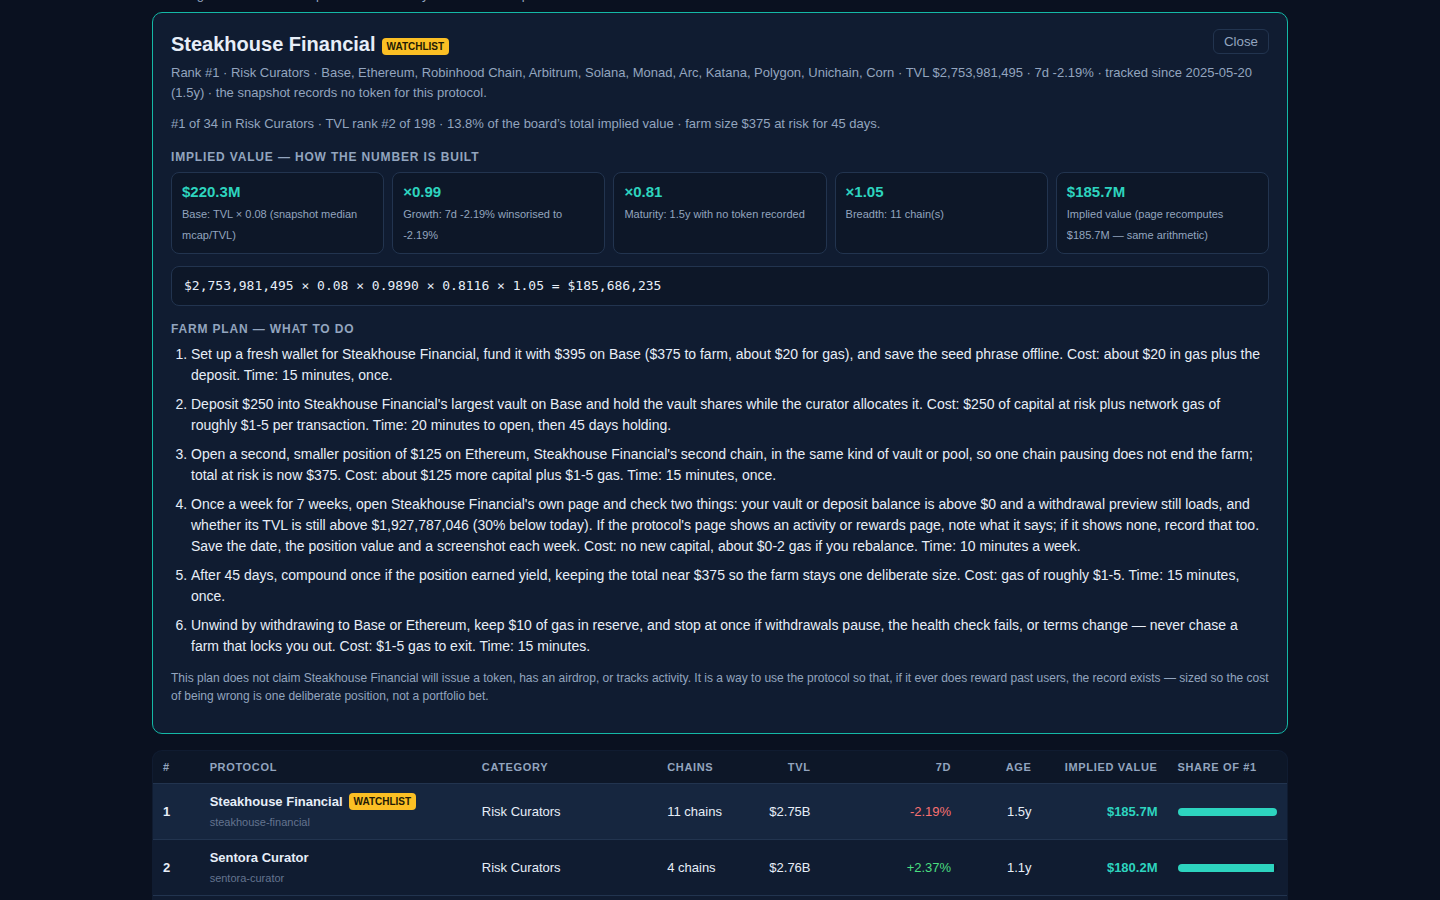 Steakhouse Financial WATCHLIST
Close
Rank #1 · Risk Curators · Base, Ethereum, Robinhood Chain, Arbitrum, Solana, Monad, Arc, Katana, Polygon, Unichain, Corn · TVL $2,753,981,495 · 7d -2.19% · tracked since 2025-05-20
(1.5y) · the snapshot records no token for this protocol.
#1 of 34 in Risk Curators · TVL rank #2 of 198 · 13.8% of the board's total implied value · farm size $375 at risk for 45 days.
IMPLIED VALUE — HOW THE NUMBER IS BUILT
$220.3M
Base: TVL × 0.08 (snapshot median
mcap/TVL)
×0.99
Growth: 7d -2.19% winsorised to
-2.19%
×0.81
Maturity: 1.5y with no token recorded
×1.05
Breadth: 11 chain(s)
$185.7M
Implied value (page recomputes
$185.7M — same arithmetic)
$2,753,981,495 × 0.08 × 0.9890 × 0.8116 × 1.05 = $185,686,235
FARM PLAN — WHAT TO DO
1. Set up a fresh wallet for Steakhouse Financial, fund it with $395 on Base ($375 to farm, about $20 for gas), and save the seed phrase offline. Cost: about $20 in gas plus the
deposit. Time: 15 minutes, once.
2. Deposit $250 into Steakhouse Financial's largest vault on Base and hold the vault shares while the curator allocates it. Cost: $250 of capital at risk plus network gas of
roughly $1-5 per transaction. Time: 20 minutes to open, then 45 days holding.
3. Open a second, smaller position of $125 on Ethereum, Steakhouse Financial's second chain, in the same kind of vault or pool, so one chain pausing does not end the farm;
total at risk is now $375. Cost: about $125 more capital plus $1-5 gas. Time: 15 minutes, once.
4. Once a week for 7 weeks, open Steakhouse Financial's own page and check two things: your vault or deposit balance is above $0 and a withdrawal preview still loads, and
whether its TVL is still above $1,927,787,046 (30% below today). If the protocol's page shows an activity or rewards page, note what it says; if it shows none, record that too.
Save the date, the position value and a screenshot each week. Cost: no new capital, about $0-2 gas if you rebalance. Time: 10 minutes a week.
5. After 45 days, compound once if the position earned yield, keeping the total near $375 so the farm stays one deliberate size. Cost: gas of roughly $1-5. Time: 15 minutes,
once.
6. Unwind by withdrawing to Base or Ethereum, keep $10 of gas in reserve, and stop at once if withdrawals pause, the health check fails, or terms change — never chase a
farm that locks you out. Cost: $1-5 gas to exit. Time: 15 minutes.
This plan does not claim Steakhouse Financial will issue a token, has an airdrop, or tracks activity. It is a way to use the protocol so that, if it ever does reward past users, the record exists — sized so the cost
of being wrong is one deliberate position, not a portfolio bet.
# PROTOCOL CATEGORY CHAINS TVL 7D AGE IMPLIED VALUE SHARE OF #1
1 Steakhouse Financial WATCHLIST Risk Curators 11 chains $2.75B -2.19% 1.5y $185.7M
steakhouse-financial
2 Sentora Curator Risk Curators 4 chains $2.76B +2.37% 1.1y $180.2M
sentora-curator